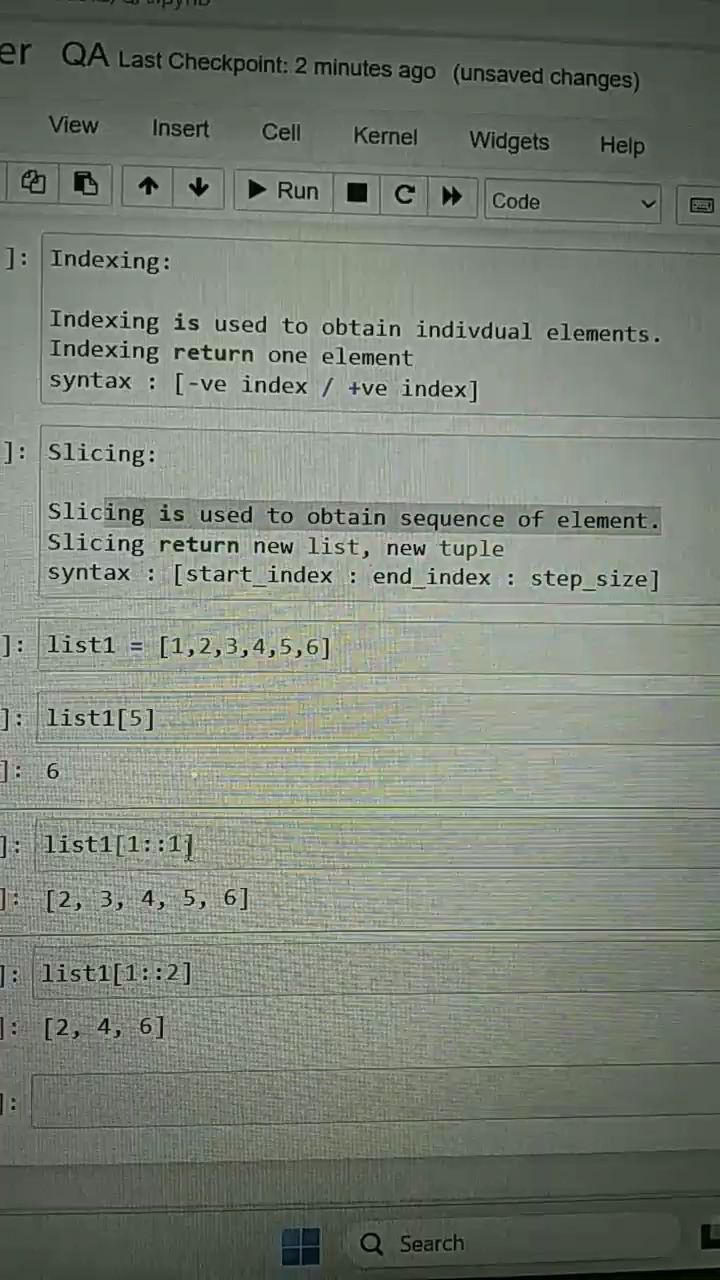 er QA Last Checkpoint: 2 minutes ago (unsaved changes)
View Insert Cell Kernel Widgets Help
Run Code
]: Indexing:
Indexing is used to obtain indivdual elements.
Indexing return one element
syntax : [-ve index / +ve index]
]: Slicing:
Slicing is used to obtain sequence of element.
Slicing return new list, new tuple
syntax : [start_index : end_index : step_size]
]: list1 = [1,2,3,4,5,6]
]: list1[5]
]: 6
]: list1[1::1]
]: [2, 3, 4, 5, 6]
]: list1[1::2]
]: [2, 4, 6]
]:
Search